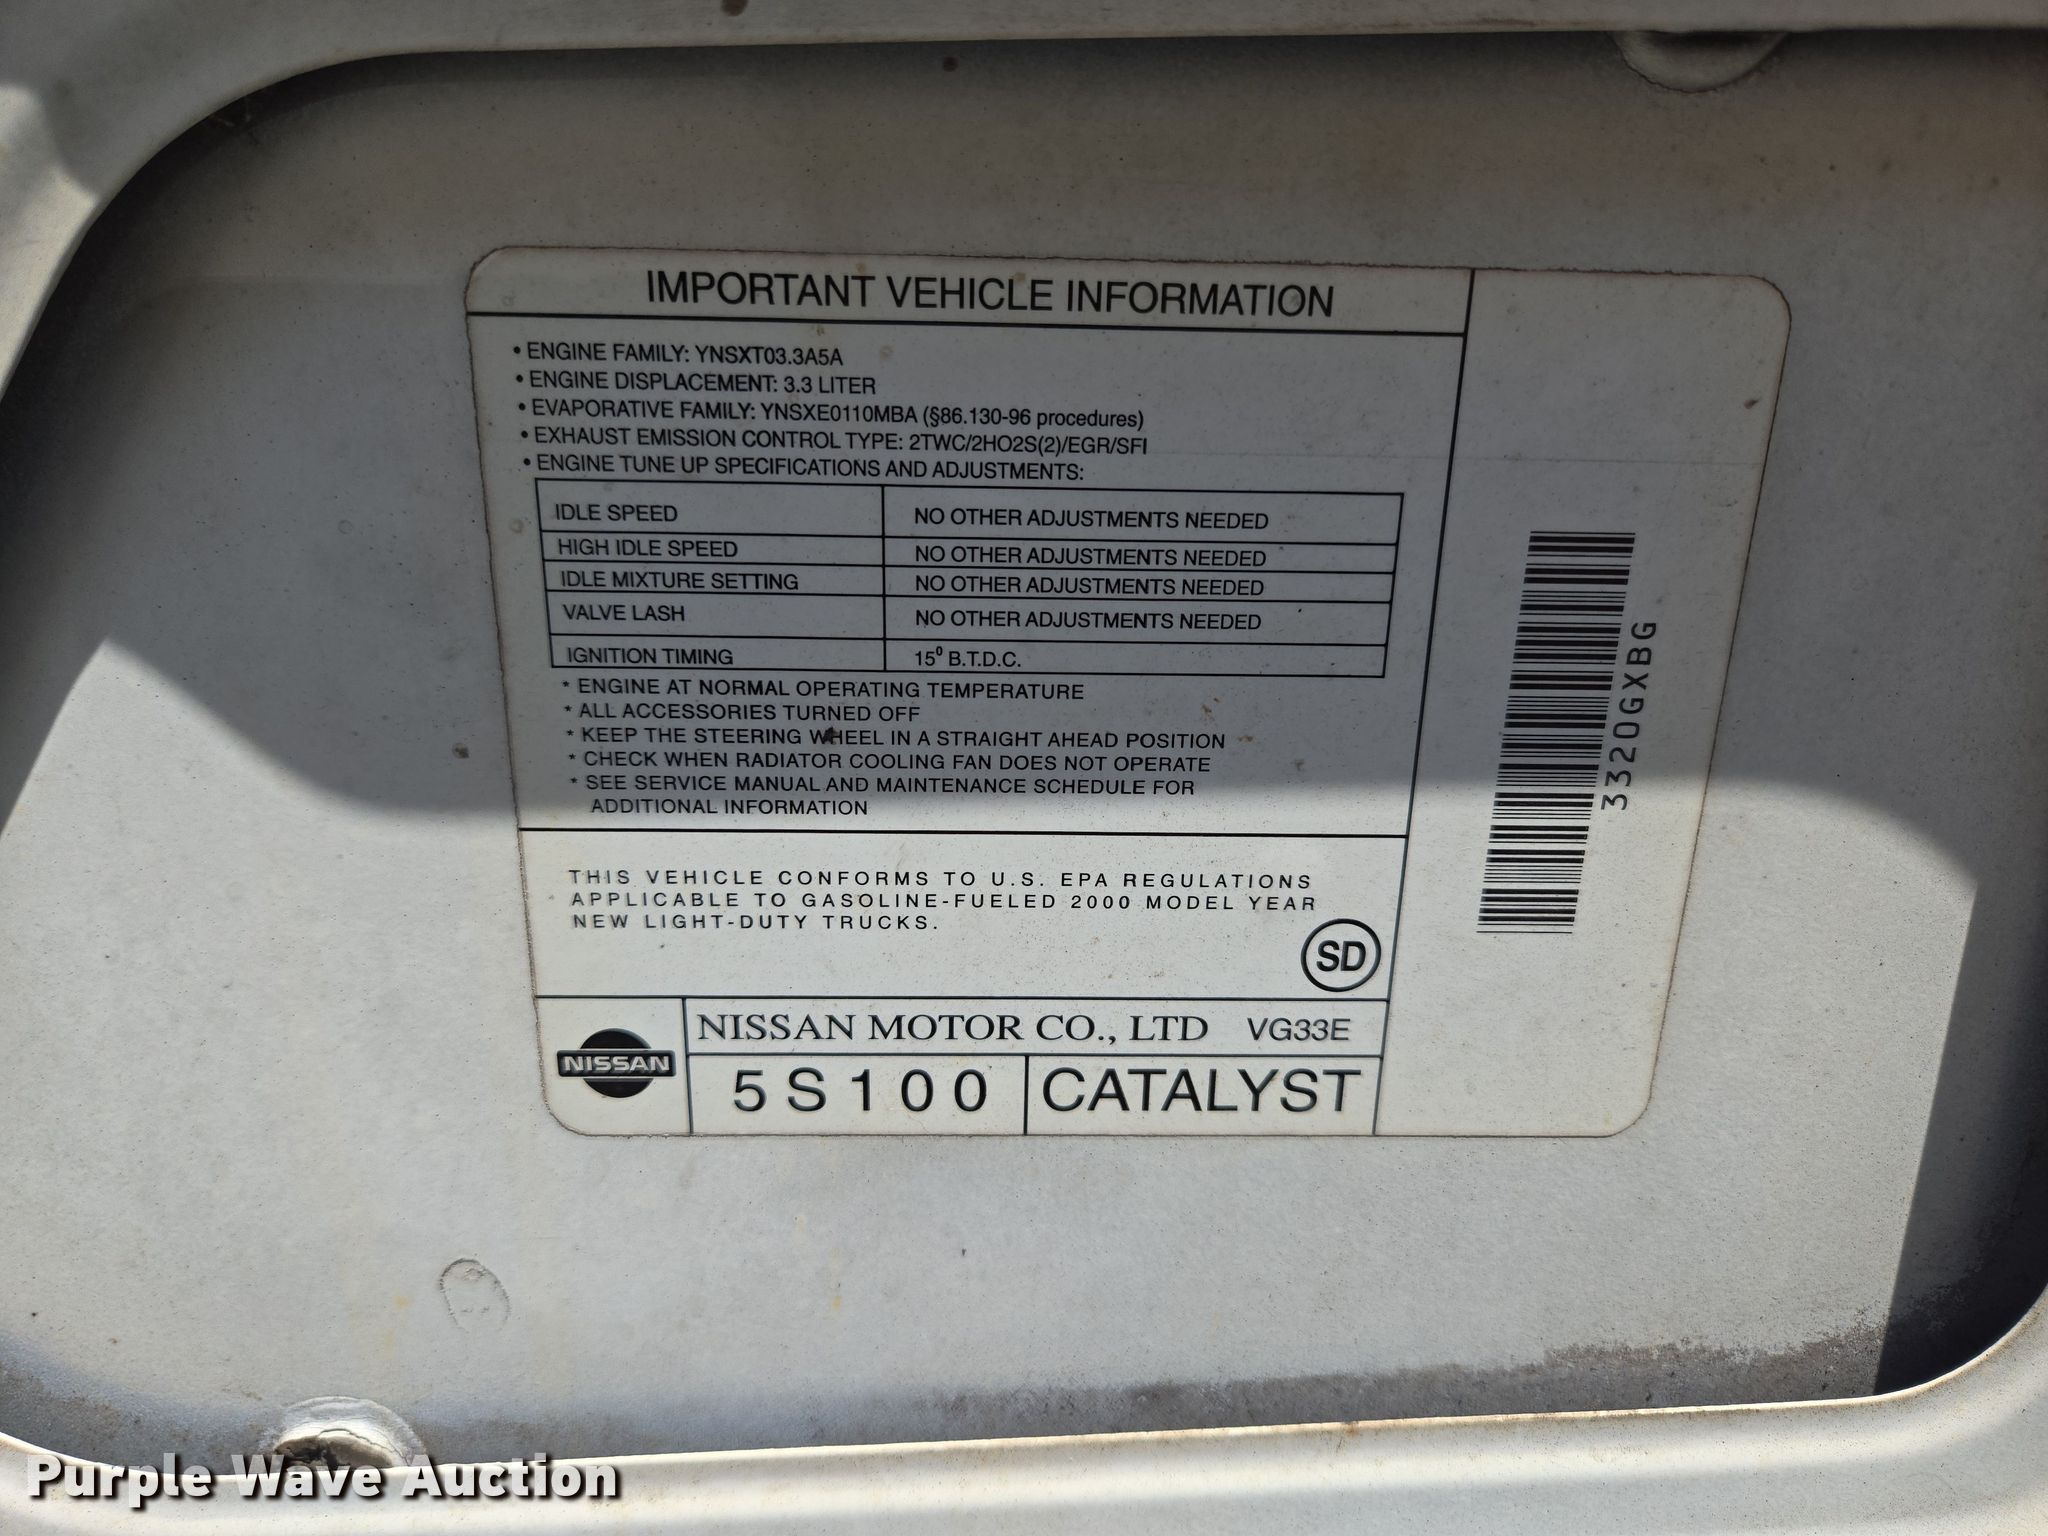 IMPORTANT VEHICLE INFORMATION
• ENGINE FAMILY: YNSXT03.3A5A
• ENGINE DISPLACEMENT: 3.3 LITER
• EVAPORATIVE FAMILY: YNSXE0110MBA (§86.130-96 procedures)
• EXHAUST EMISSION CONTROL TYPE: 2TWC/2HO2S(2)/EGR/SFI
• ENGINE TUNE UP SPECIFICATIONS AND ADJUSTMENTS:
IDLE SPEED NO OTHER ADJUSTMENTS NEEDED
HIGH IDLE SPEED NO OTHER ADJUSTMENTS NEEDED
IDLE MIXTURE SETTING NO OTHER ADJUSTMENTS NEEDED
VALVE LASH NO OTHER ADJUSTMENTS NEEDED
IGNITION TIMING 15⁰ B.T.D.C.
* ENGINE AT NORMAL OPERATING TEMPERATURE
* ALL ACCESSORIES TURNED OFF
* KEEP THE STEERING WHEEL IN A STRAIGHT AHEAD POSITION
* CHECK WHEN RADIATOR COOLING FAN DOES NOT OPERATE
* SEE SERVICE MANUAL AND MAINTENANCE SCHEDULE FOR
ADDITIONAL INFORMATION
THIS VEHICLE CONFORMS TO U.S. EPA REGULATIONS
APPLICABLE TO GASOLINE-FUELED 2000 MODEL YEAR
NEW LIGHT-DUTY TRUCKS.
SD
NISSAN
NISSAN MOTOR CO., LTD VG33E
5S100 CATALYST
3320GXBG
Purple Wave Auction